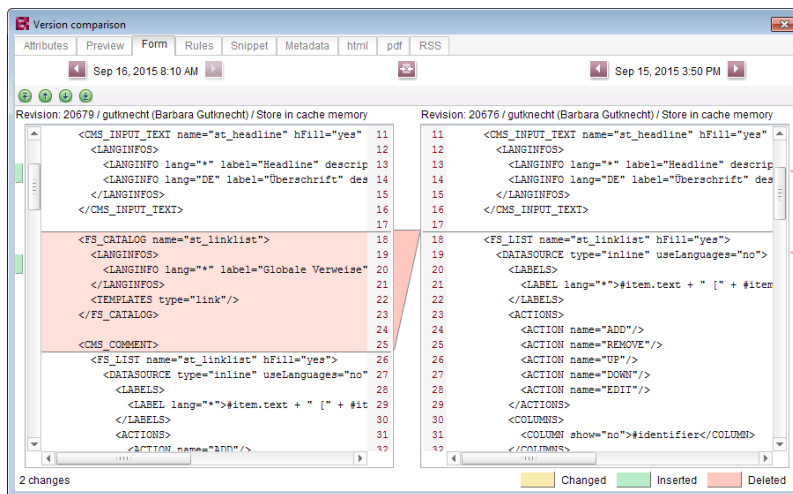 Version comparison
Attributes Preview Form Rules Snippet Metadata html pdf RSS
Sep 16, 2015 8:10 AM
Sep 15, 2015 3:50 PM
Revision: 20679 / gutknecht (Barbara Gutknecht) / Store in cache memory
<CMS_INPUT_TEXT name="st_headline" hFill="yes" 11
<LANGINFOS> 12
<LANGINFO lang="*" label="Headline" descrip 13
<LANGINFO lang="DE" label="Überschrift" des 14
</LANGINFOS> 15
</CMS_INPUT_TEXT> 16
17
<FS_CATALOG name="st_linklist"> 18
<LANGINFOS> 19
<LANGINFO lang="*" label="Globale Verweise" 20
</LANGINFOS> 21
<TEMPLATES type="link"/> 22
</FS_CATALOG> 23
24
<CMS_COMMENT> 25
<FS_LIST name="st_linklist" hFill="yes"> 26
<DATASOURCE type="inline" useLanguages="no" 27
<LABELS> 28
<LABEL lang="*">#item.text + " [" + #it 29
</LABELS> 30
<ACTIONS> 31
<ACTION name="ADD"/> 32
Revision: 20676 / gutknecht (Barbara Gutknecht) / Store in cache memory
11 <CMS_INPUT_TEXT name="st_headline" hFill="yes"
12 <LANGINFOS>
13 <LANGINFO lang="*" label="Headline" descrip
14 <LANGINFO lang="DE" label="Überschrift" des
15 </LANGINFOS>
16 </CMS_INPUT_TEXT>
17
18 <FS_LIST name="st_linklist" hFill="yes">
19 <DATASOURCE type="inline" useLanguages="no">
20 <LABELS>
21 <LABEL lang="*">#item.text + " [" + #item
22 </LABELS>
23 <ACTIONS>
24 <ACTION name="ADD"/>
25 <ACTION name="REMOVE"/>
26 <ACTION name="UP"/>
27 <ACTION name="DOWN"/>
28 <ACTION name="EDIT"/>
29 </ACTIONS>
30 <COLUMNS>
31 <COLUMN show="no">#identifier</COLUMN>
32 </COLUMNS>
2 changes
Changed Inserted Deleted